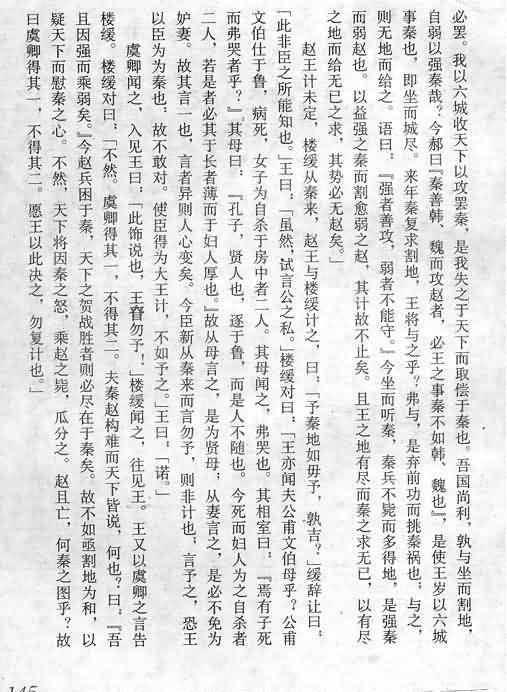 必罢。我以六城收天下以攻罢秦，是我失之于天下而取偿于秦也。吾国尚利，孰与坐而割地，
自弱以强秦哉？今郝曰『秦善韩、魏而攻赵者，必王之事秦不如韩、魏也』，是使王岁以六城
事秦也，即坐而城尽。来年秦复求割地，王将与之乎？弗与，是弃前功而挑秦祸也；与之，
则无地而给之。语曰：『强者善攻，弱者不能守。』今坐而听秦，秦兵不毙而多得地，是强秦
而弱赵也。以益强之秦而割愈弱之赵，其计故不止矣。且王之地有尽而秦之求无已，以有尽
之地而给无已之求，其势必无赵矣。」
赵王计未定，楼缓从秦来，赵王与楼缓计之，曰：「予秦地如毋予，孰吉？」缓辞让曰：
「此非臣之所能知也。」王曰：「虽然，试言公之私。」楼缓对曰：「王亦闻夫公甫文伯母乎？公甫
文伯仕于鲁，病死，女子为自杀于房中者二人。其母闻之，弗哭也。其相室曰：『焉有子死
而弗哭者乎？』其母曰：『孔子，贤人也，逐于鲁，而是人不随也。今死而妇人为之自杀者
二人，若是者必其于长者薄而于妇人厚也。』故从母言之，是为贤母；从妻言之，是必不免为
妒妻。故其言一也，言者异则人心变矣。今臣新从秦来而言勿予，则非计也；言予之，恐王
以臣为为秦也：故不敢对。使臣得为大王计，不如予之。」王曰：「诺。」
虞卿闻之，入见王曰：「此饰说也，王眘勿予！」楼缓闻之，往见王。王又以虞卿之言告
楼缓。楼缓对曰：「不然。虞卿得其一，不得其二。夫秦赵构难而天下皆说，何也？曰：『吾
且因强而乘弱矣。』今赵兵困于秦，天下之贺战胜者则必尽在于秦矣。故不如亟割地为和，以
疑天下而慰秦之心。不然，天下将因秦之怒，乘赵之毙，瓜分之。赵且亡，何秦之图乎？故
曰虞卿得其一，不得其二。愿王以此决之，勿复计也。」
145